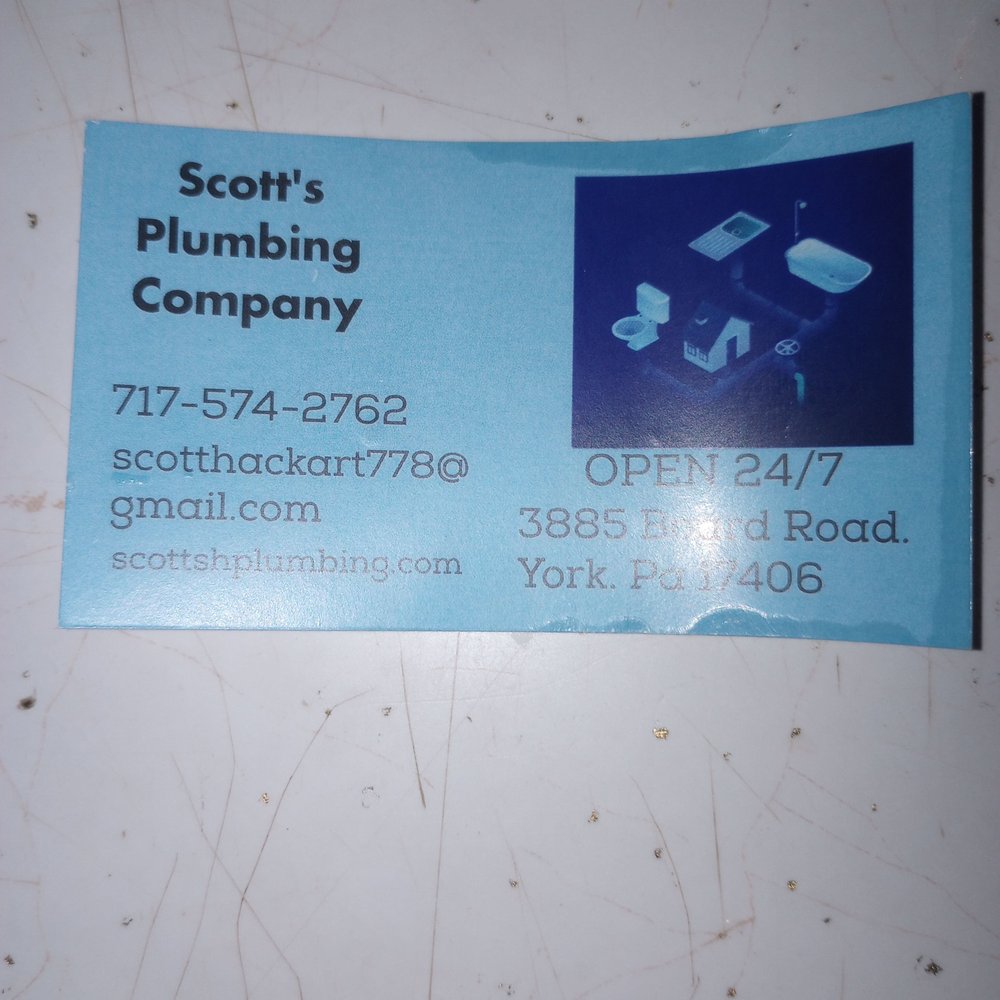 Scott's
Plumbing
Company
717-574-2762
scotthackart778@
gmail.com
scottshplumbing.com
OPEN 24/7
3885 Board Road.
York. Pa 17406